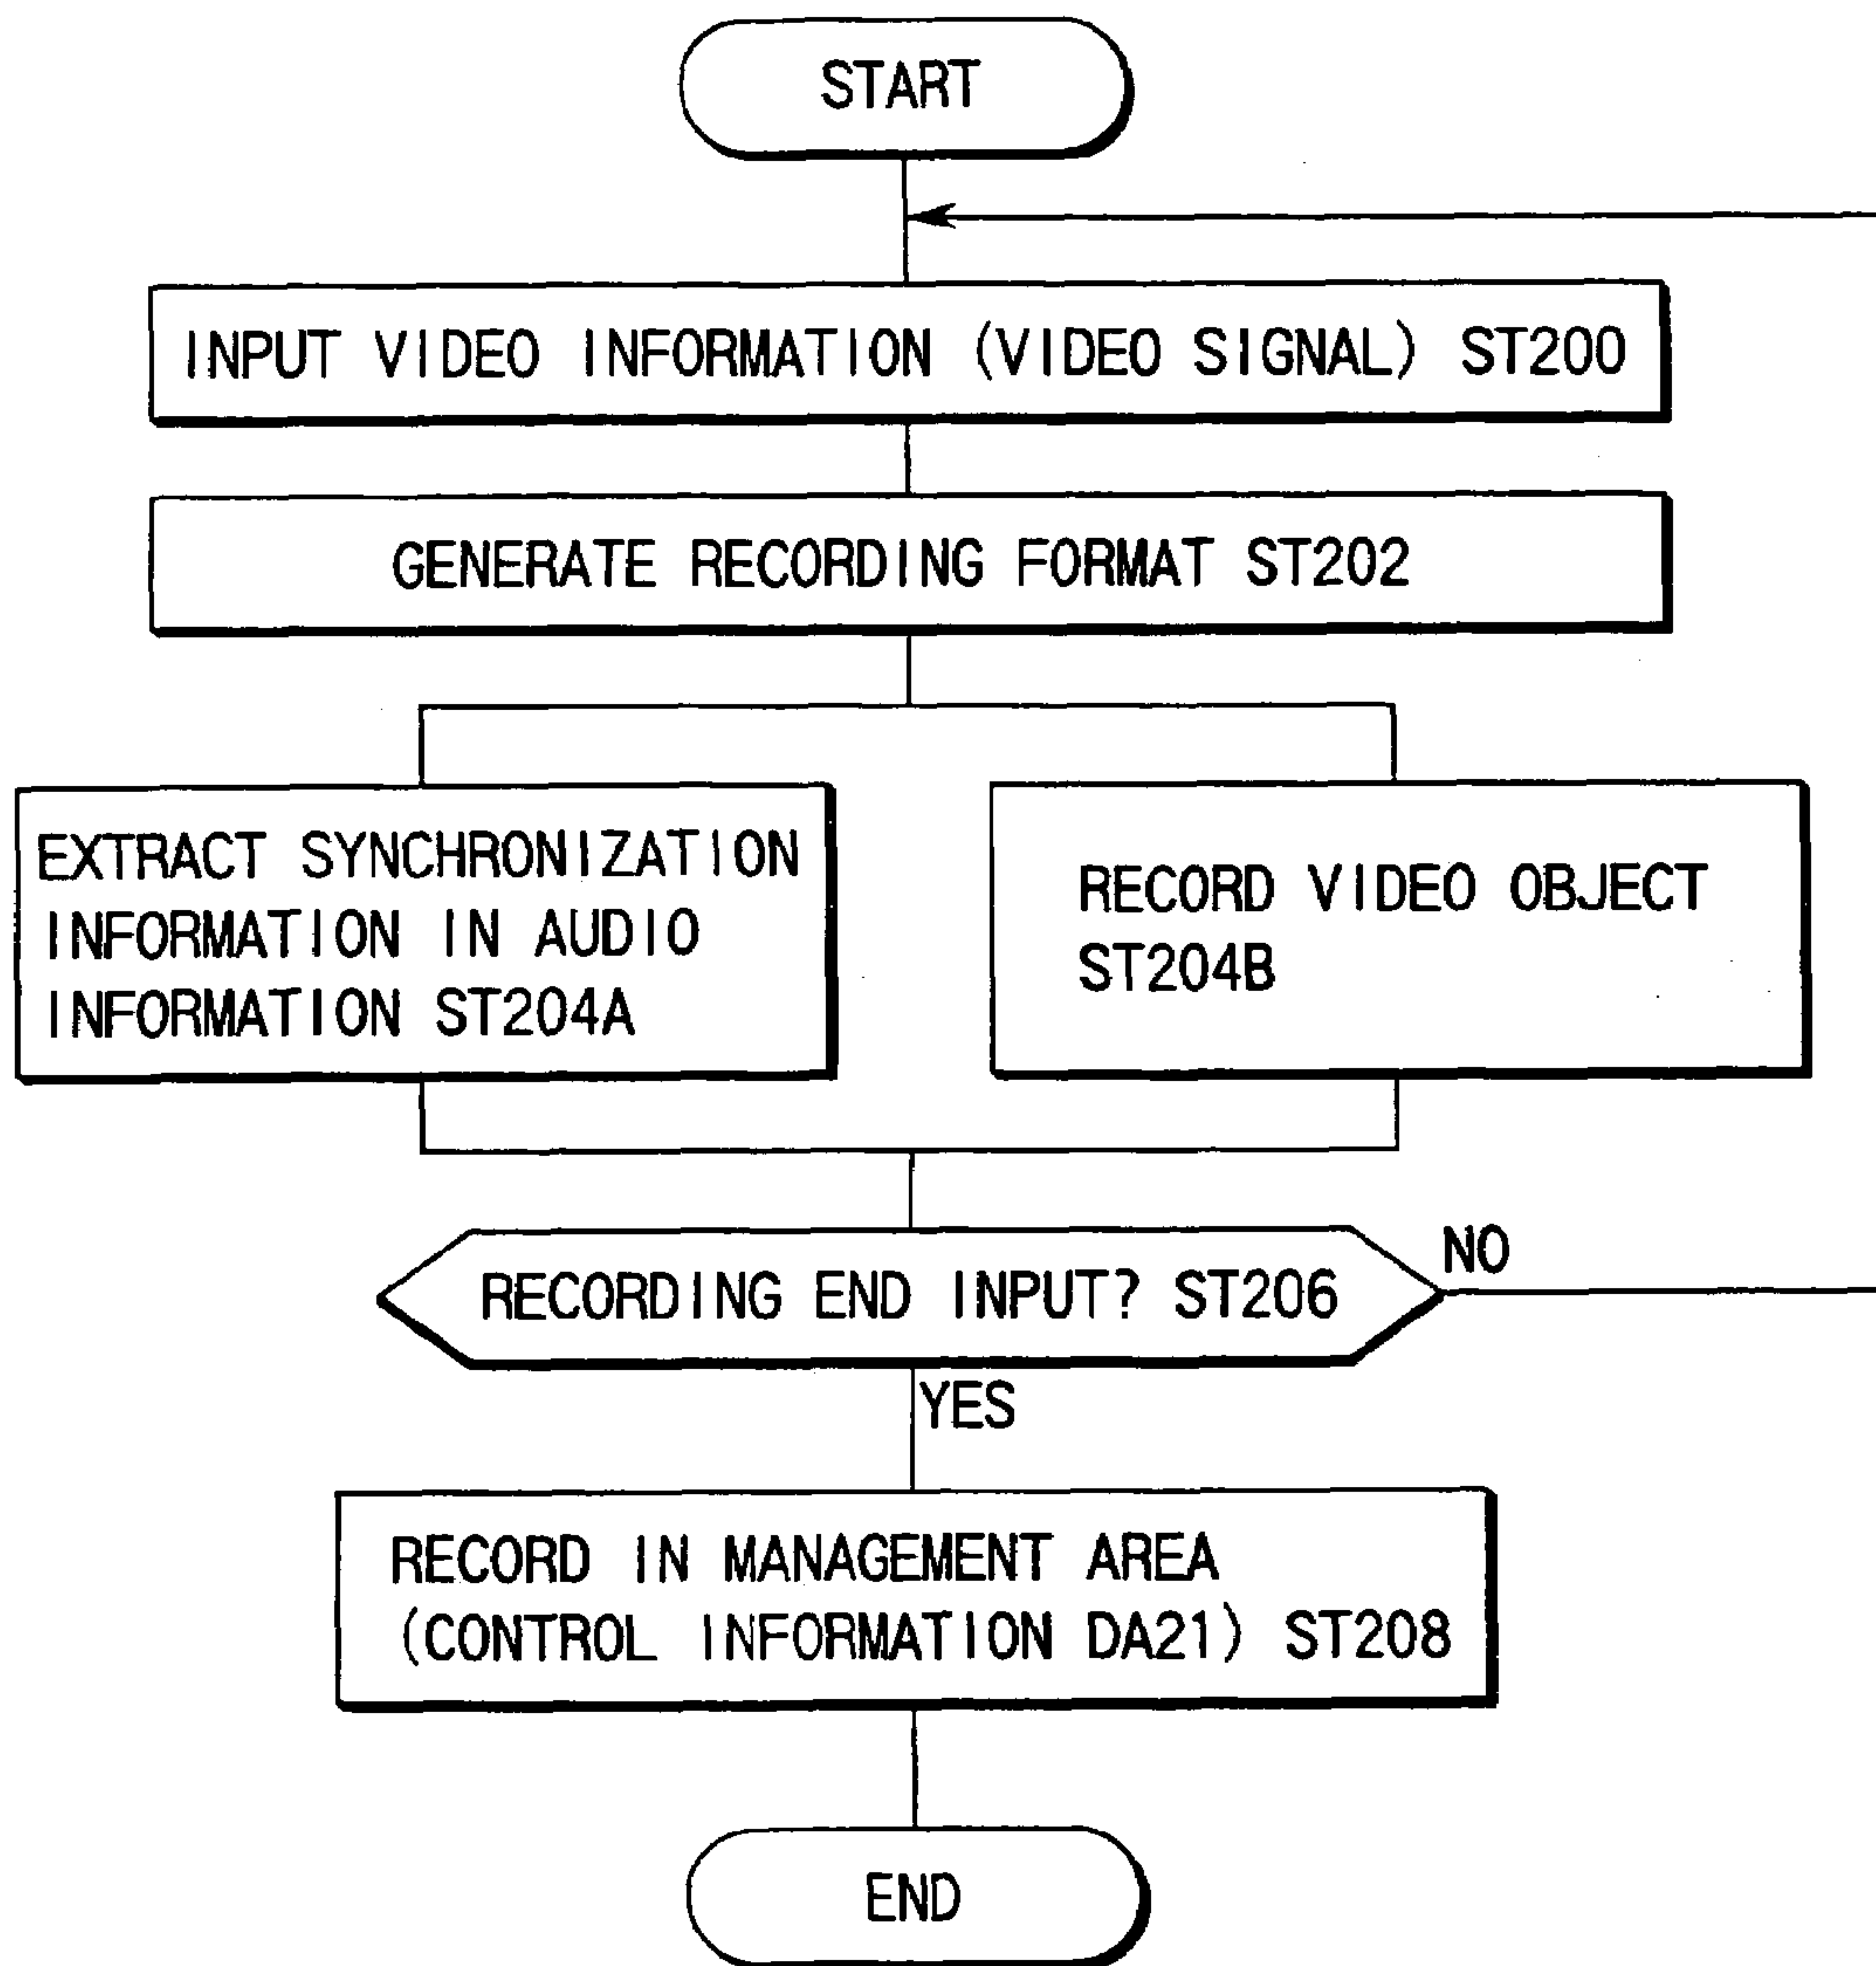 START
INPUT VIDEO INFORMATION (VIDEO SIGNAL) ST200
GENERATE RECORDING FORMAT ST202
EXTRACT SYNCHRONIZATION
INFORMATION IN AUDIO
INFORMATION ST204A
RECORD VIDEO OBJECT
ST204B
RECORDING END INPUT? ST206
NO
YES
RECORD IN MANAGEMENT AREA
(CONTROL INFORMATION DA21) ST208
END